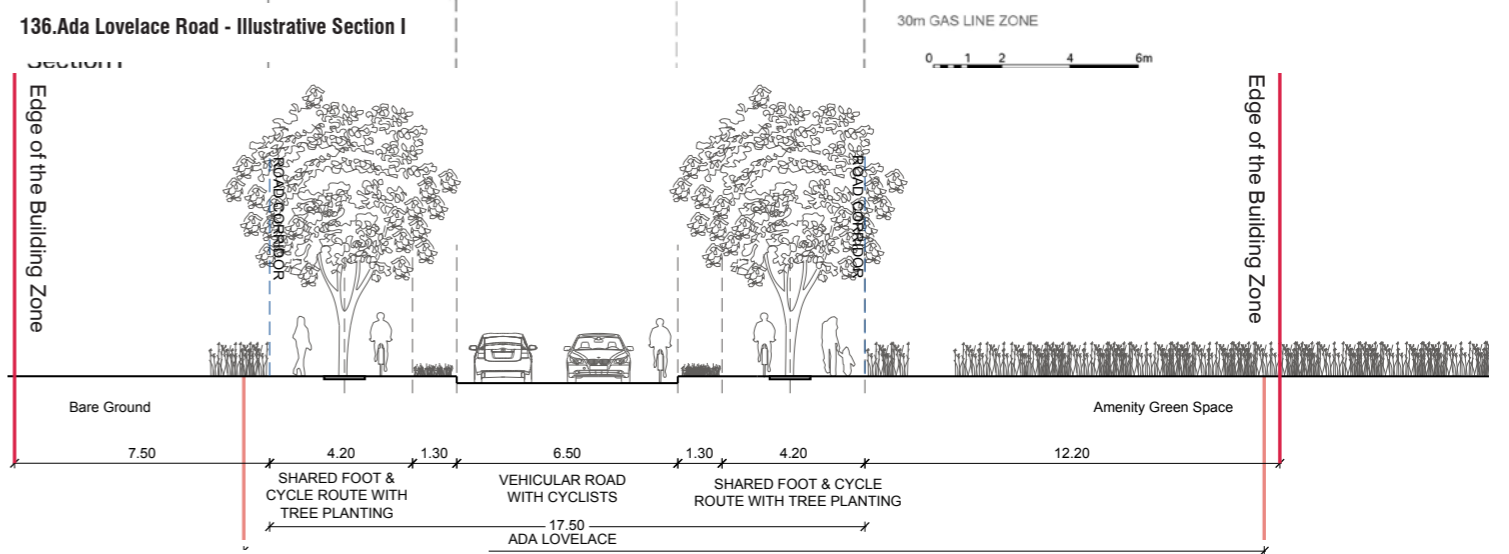 136.Ada Lovelace Road - Illustrative Section I
30m GAS LINE ZONE
0 1 2 4 6m
Edge of the Building Zone
ROAD CORRIDOR
ROAD CORRIDOR
Edge of the Building Zone
Bare Ground
Amenity Green Space
7.50 4.20 1.30 6.50 1.30 4.20 12.20
SHARED FOOT &
CYCLE ROUTE WITH
TREE PLANTING
VEHICULAR ROAD
WITH CYCLISTS
SHARED FOOT & CYCLE
ROUTE WITH TREE PLANTING
17.50
ADA LOVELACE